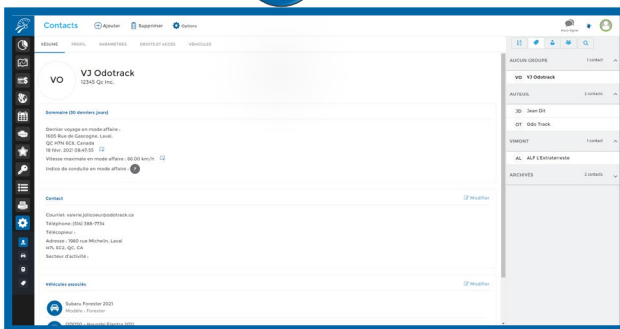 Contacts
Ajouter
Supprimer
Options
RÉSUMÉ
PROFIL
PARAMÈTRES
DROITS ET ACCÈS
VÉHICULES
VO
VJ Odotrack
12345 Qc Inc.
Sommaire (30 derniers jours)
Dernier voyage en mode affaire :
1605 Rue de Gascogne, Laval,
QC H7N 6C8, Canada
18 févr. 2021 08:47:55
Vitesse maximale en mode affaire : 60.00 km/h
Indice de conduite en mode affaire : ?
Contact
Modifier
Courriel: valerie.jolicoeur@odotrack.ca
Téléphone: (514) 388-7734
Télécopieur :
Adresse : 1980 rue Michelin, Laval
H7L 5C2, QC, CA
Secteur d'activité :
Véhicules associés
Modifier
Subaru Forester 2021
Modèle : Forester
AUCUN GROUPE
1 contact
VO VJ Odotrack
AUTEUIL
2 contacts
JD Jean Dit
OT Odo Track
VIMONT
1 contact
AL ALF L'Extraterreste
ARCHIVÉS
2 contacts